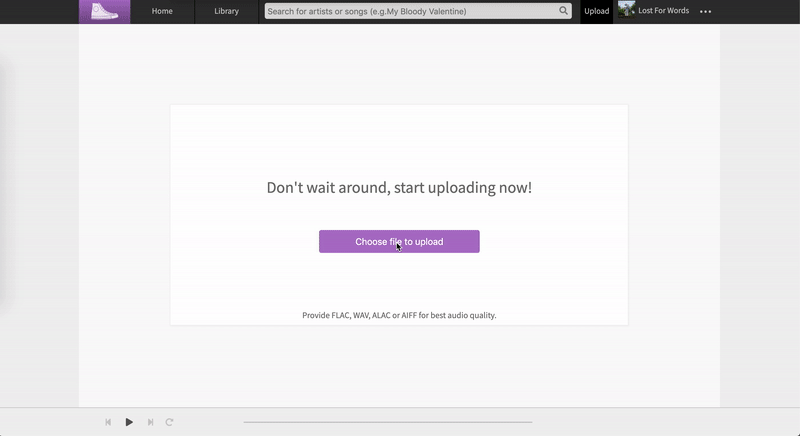 Home Library Search for artists or songs (e.g.My Bloody Valentine) Upload Lost For Words
Don't wait around, start uploading now!
Choose file to upload
Provide FLAC, WAV, ALAC or AIFF for best audio quality.